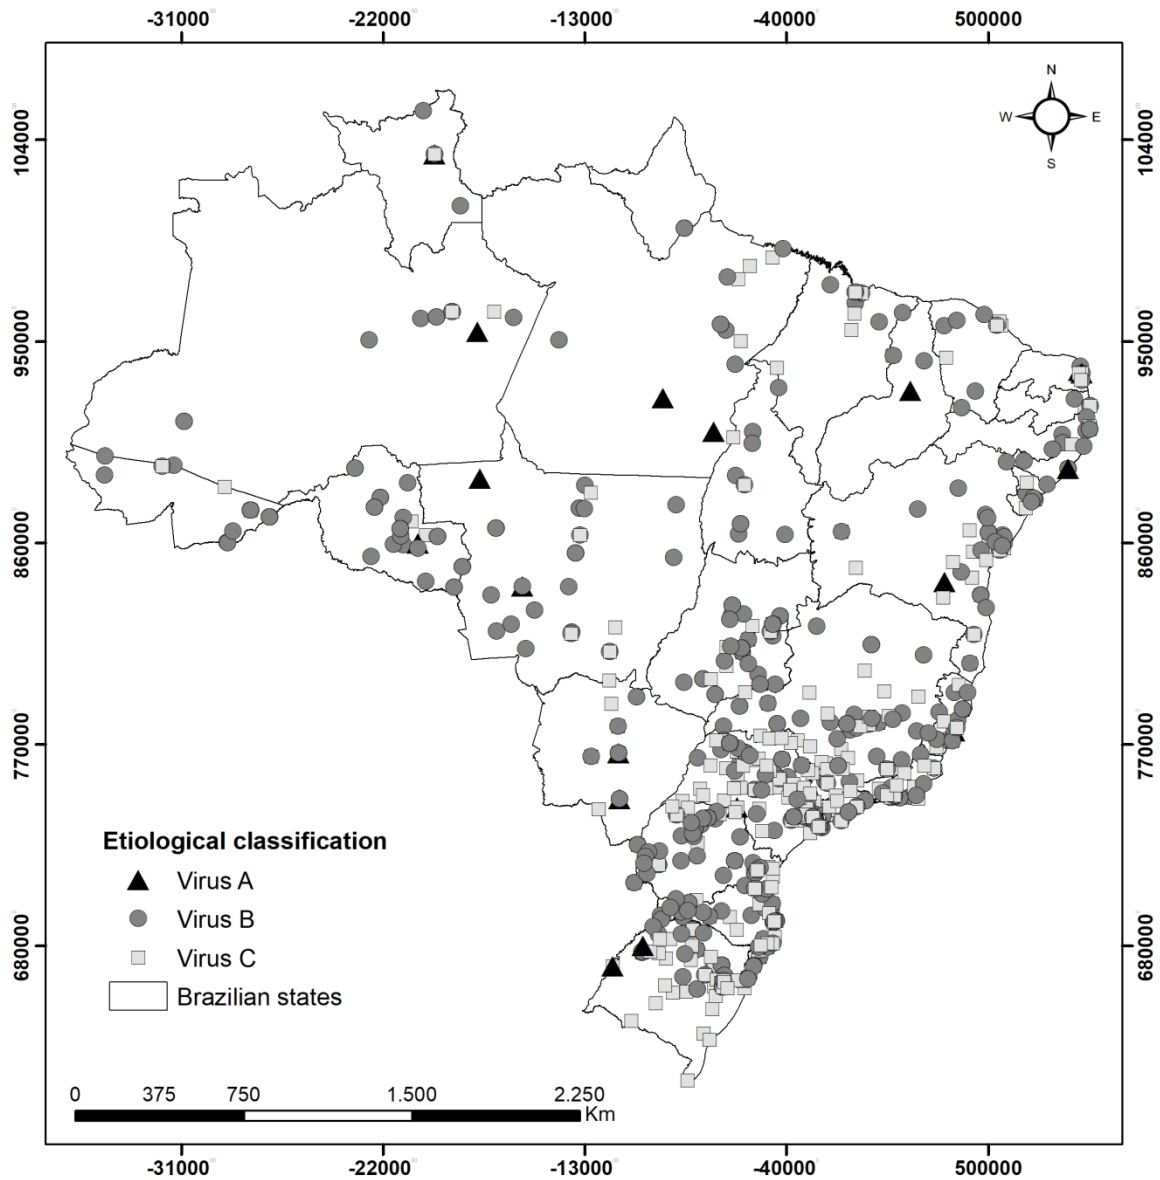 -31000 -22000 -13000 -40000 500000
N
W E
S
104000 104000
950000 950000
860000 860000
770000 770000
680000 680000
Etiological classification
Virus A
Virus B
Virus C
Brazilian states
0 375 750 1.500 2.250
Km
-31000 -22000 -13000 -40000 500000